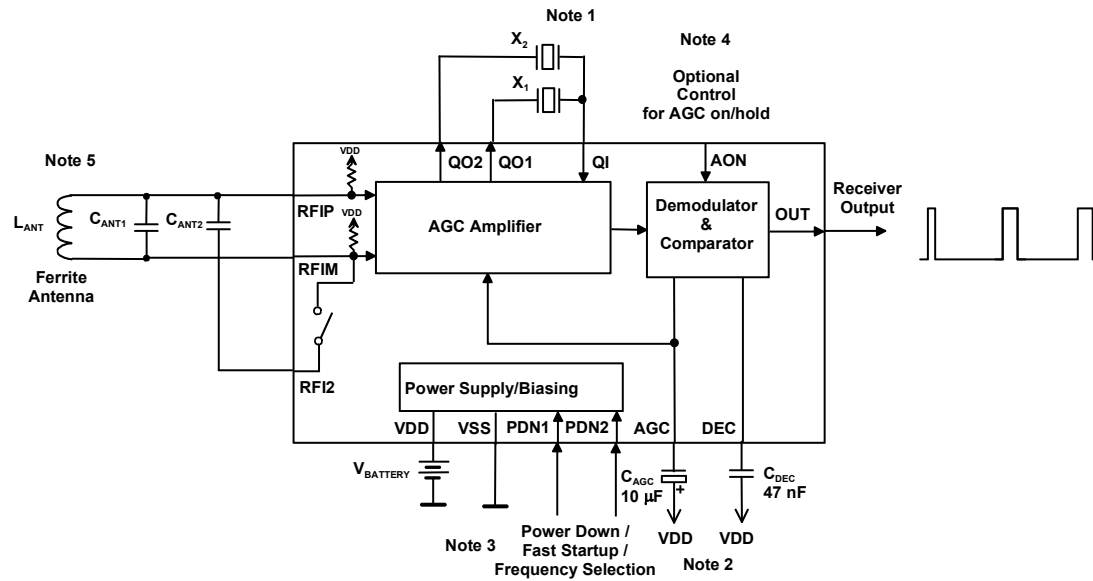 Note 1
X2
Note 4
X1
Optional
Control
for AGC on/hold
Note 5
VDD
QO2
QO1
QI
AON
RFIP
VDD
AGC Amplifier
Demodulator
&
Comparator
OUT
Receiver
Output
LANT
CANT1
CANT2
RFIM
Ferrite
Antenna
RFI2
Power Supply/Biasing
VDD
VSS
PDN1
PDN2
AGC
DEC
VBATTERY
CAGC
10 µF
+
CDEC
47 nF
Note 3
Power Down /
Fast Startup /
Frequency Selection
VDD
VDD
Note 2